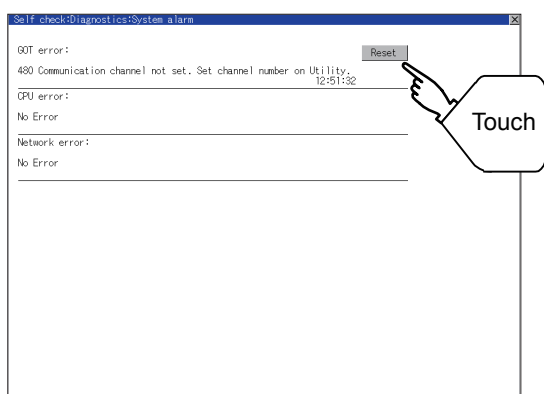 Self check:Diagnostics:System alarm
GOT error:
Reset
480 Communication channel not set. Set channel number on Utility.
12:51:32
CPU error:
No Error
Network error:
No Error
Touch